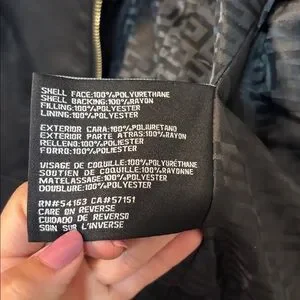 SHELL FACE:100%POLYURETHANE
SHELL BACKING:100%RAYON
FILLING:100%POLYESTER
LINING:100%POLYESTER
EXTERIOR CARA:100%POLIURETANO
EXTERIOR PARTE ATRAS:100%RAYON
RELLENO:100%POLIESTER
FORRO:100%POLIESTER
VISAGE DE COQUILLE:100%POLYURÉTHANE
SOUTIEN DE COQUILLE:100%RAYONNE
MATELASSAGE:100%POLYESTER
DOUBLURE:100%POLYESTER
RN#54163 CA#57151
CARE ON REVERSE
CUIDADO DE REVERSO
SOIN SUR L'INVERSE